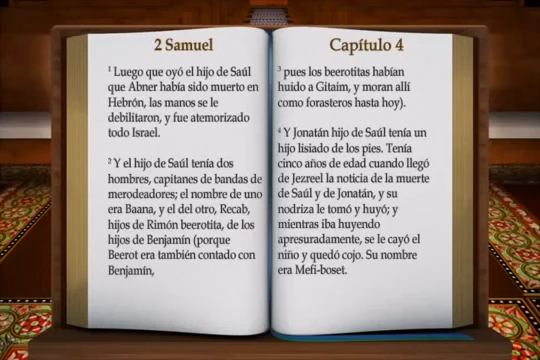 2 Samuel
¹ Luego que oyó el hijo de Saúl
que Abner había sido muerto en
Hebrón, las manos se le
debilitaron, y fue atemorizado
todo Israel.
² Y el hijo de Saúl tenía dos
hombres, capitanes de bandas de
merodeadores; el nombre de uno
era Baana, y el del otro, Recab,
hijos de Rimón beerotita, de los
hijos de Benjamín (porque
Beerot era también contado con
Benjamín,
Capítulo 4
³ pues los beerotitas habían
huido a Gitaim, y moran allí
como forasteros hasta hoy).
⁴ Y Jonatán hijo de Saúl tenía un
hijo lisiado de los pies. Tenía
cinco años de edad cuando llegó
de Jezreel la noticia de la muerte
de Saúl y de Jonatán, y su
nodriza le tomó y huyó; y
mientras iba huyendo
apresuradamente, se le cayó el
niño y quedó cojo. Su nombre
era Mefi-boset.